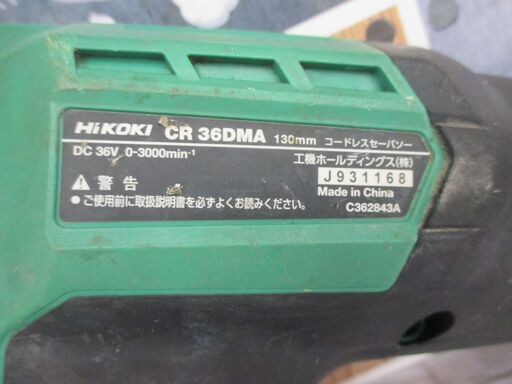 HiKOKI CR 36DMA 130mm コードレスセーバソー
DC 36V 0-3000min-¹ 工機ホールディングス(株)
J931168
⚠ 警告 Made in China
●ご使用前に取扱説明書を必ずよくお読みください。 C362843A